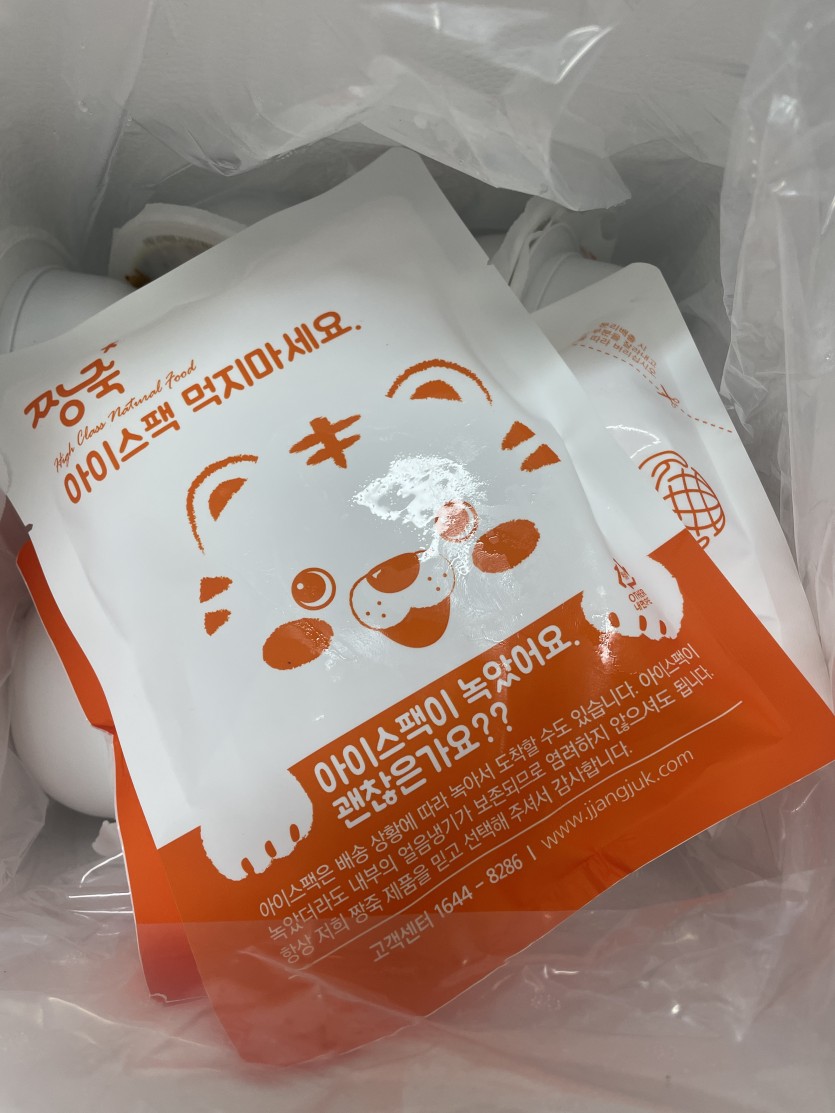 짱죽
High Class Natural Food
아이스팩 먹지마세요.
아이스팩이 녹았어요.
괜찮은가요??
아이스팩은 배송 상황에 따라 녹아서 도착할 수도 있습니다. 아이스팩이
녹았더라도 내부의 얼음냉기가 보존되므로 염려하지 않으셔도 됩니다.
항상 저희 짱죽 제품을 믿고 선택해 주셔서 감사합니다.
고객센터 1644 - 8286 I www.jjangjuk.com
분리배출시